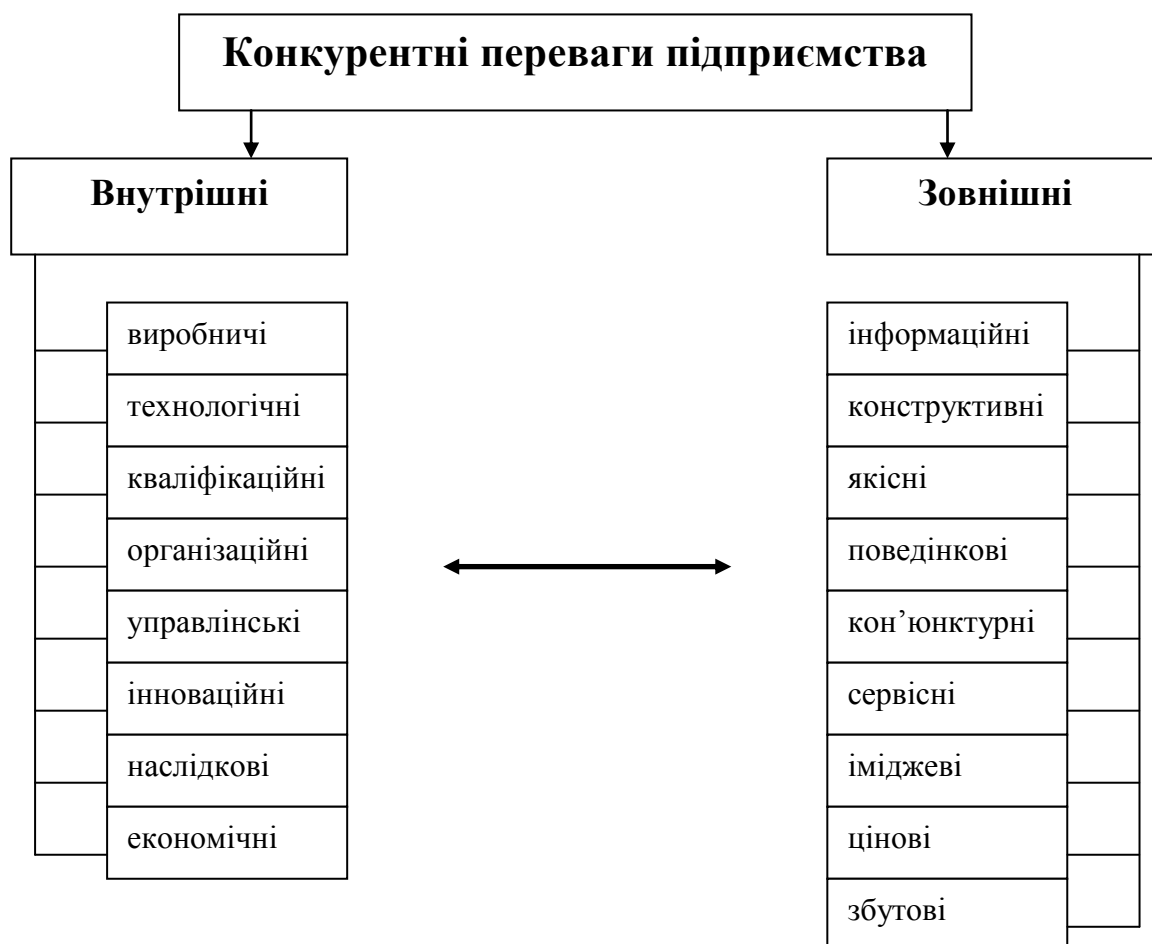 Конкурентні переваги підприємства
Внутрішні
виробничі
технологічні
кваліфікаційні
організаційні
управлінські
інноваційні
наслідкові
економічні
Зовнішні
інформаційні
конструктивні
якісні
поведінкові
кон’юнктурні
сервісні
іміджеві
цінові
збутові